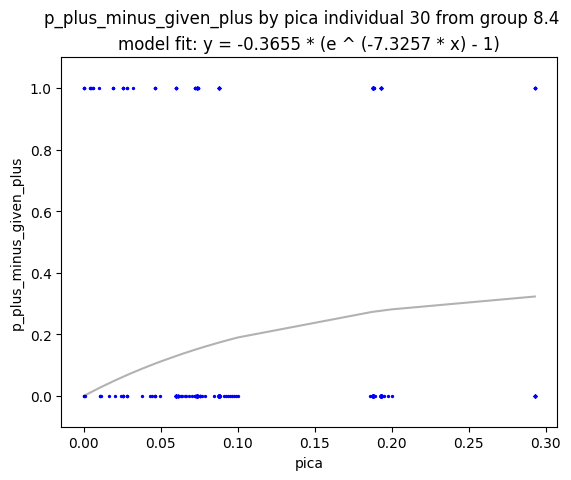 p_plus_minus_given_plus by pica individual 30 from group 8.4
model fit: y = -0.3655 * (e ^ (-7.3257 * x) - 1)
1.0
0.8
0.6
0.4
0.2
0.0
p_plus_minus_given_plus
0.00 0.05 0.10 0.15 0.20 0.25 0.30
pica